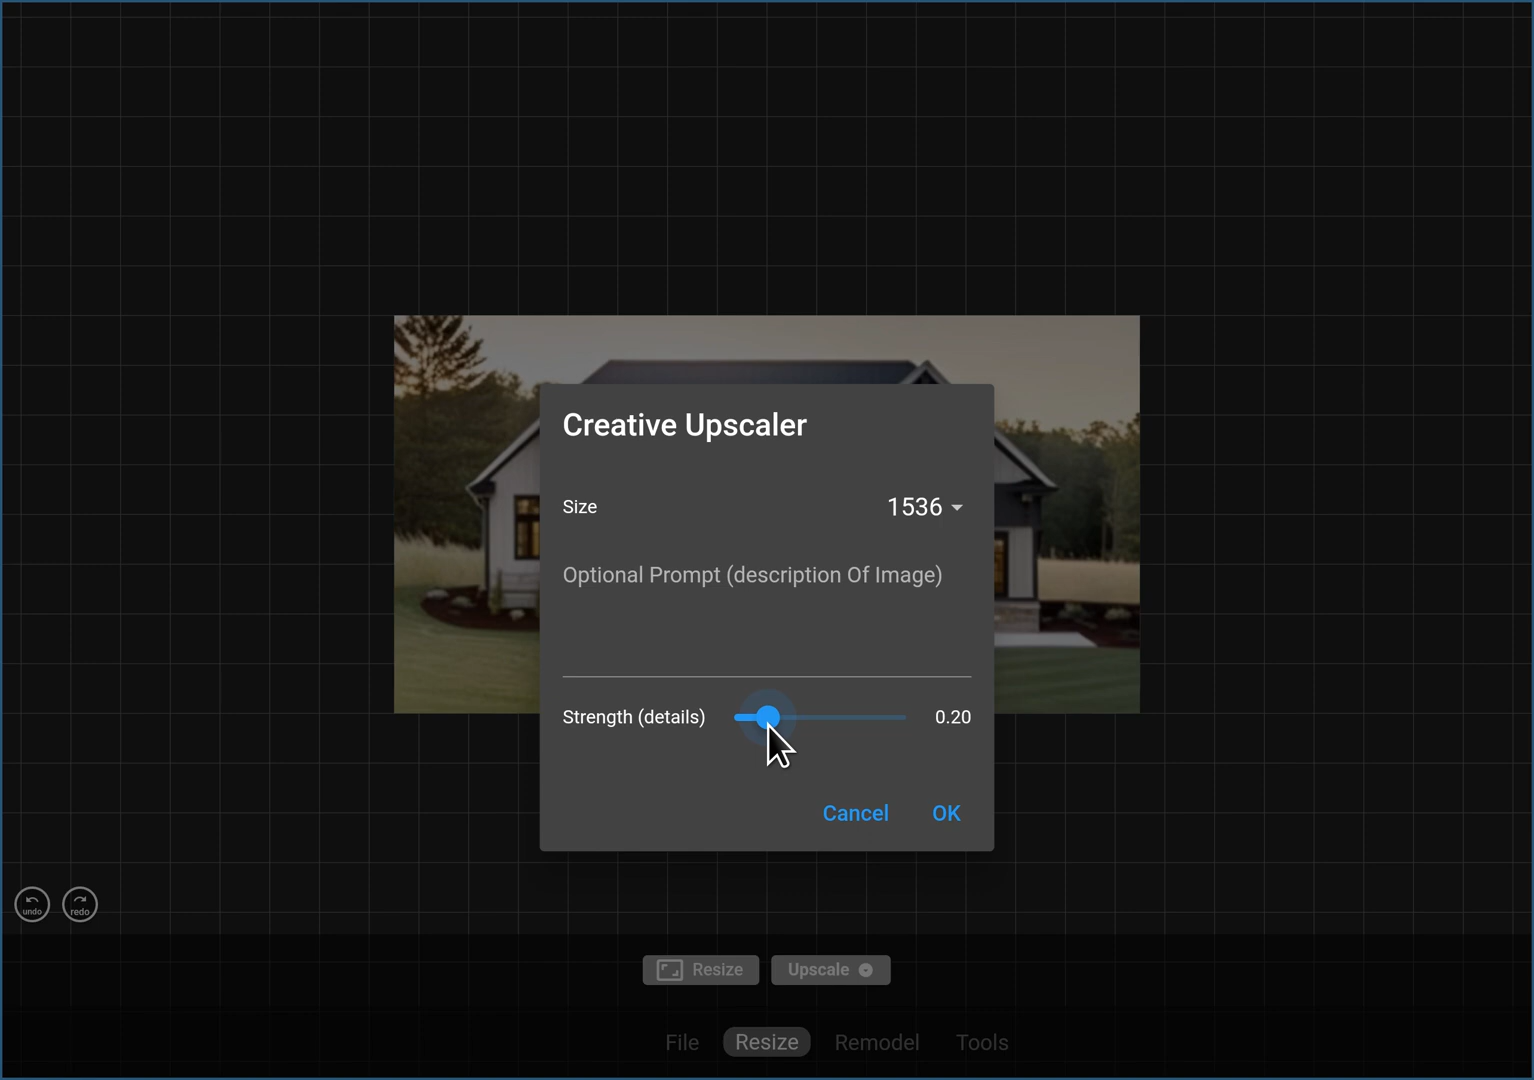 Creative Upscaler
Size 1536
Optional Prompt (description Of Image)
Strength (details) 0.20
Cancel OK
undo redo
Resize Upscale
File Resize Remodel Tools